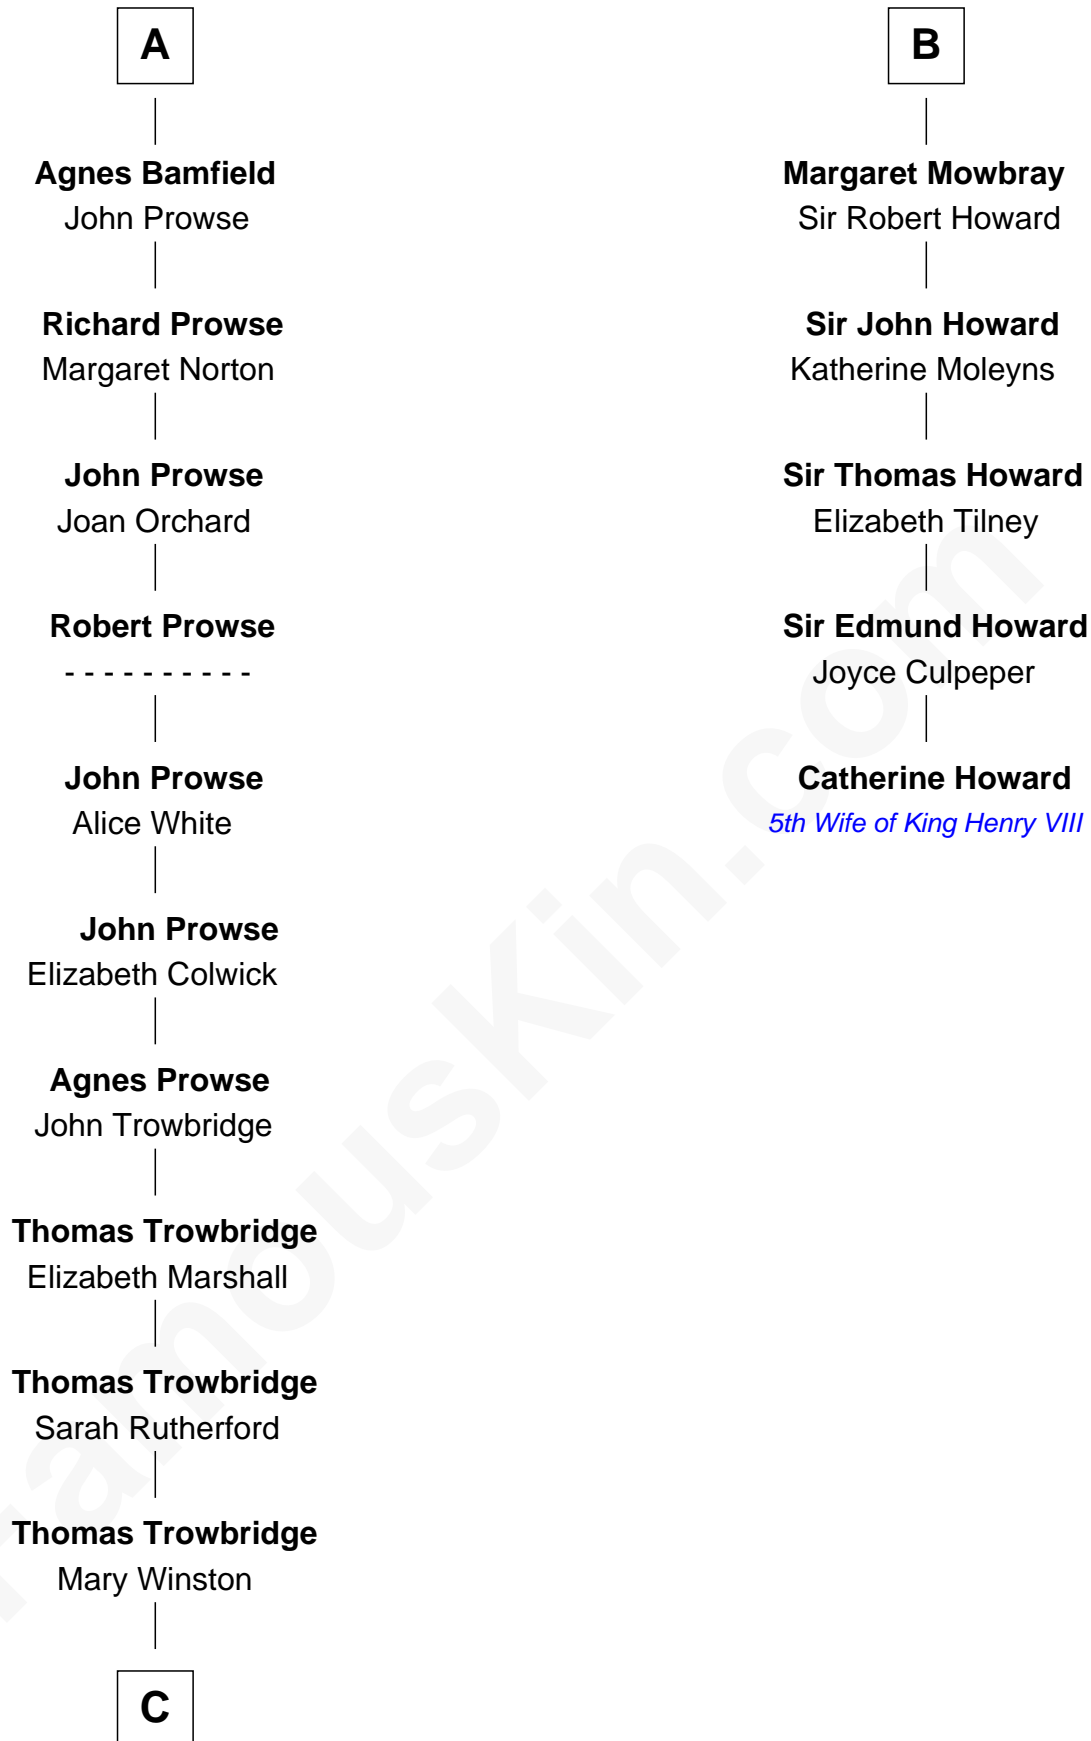 A
Agnes Bamfield
John Prowse
Richard Prowse
Margaret Norton
John Prowse
Joan Orchard
Robert Prowse
- - - - - - - - - -
John Prowse
Alice White
John Prowse
Elizabeth Colwick
Agnes Prowse
John Trowbridge
Thomas Trowbridge
Elizabeth Marshall
Thomas Trowbridge
Sarah Rutherford
Thomas Trowbridge
Mary Winston
C
B
Margaret Mowbray
Sir Robert Howard
Sir John Howard
Katherine Moleyns
Sir Thomas Howard
Elizabeth Tilney
Sir Edmund Howard
Joyce Culpeper
Catherine Howard
5th Wife of King Henry VIII
FamousKin.com